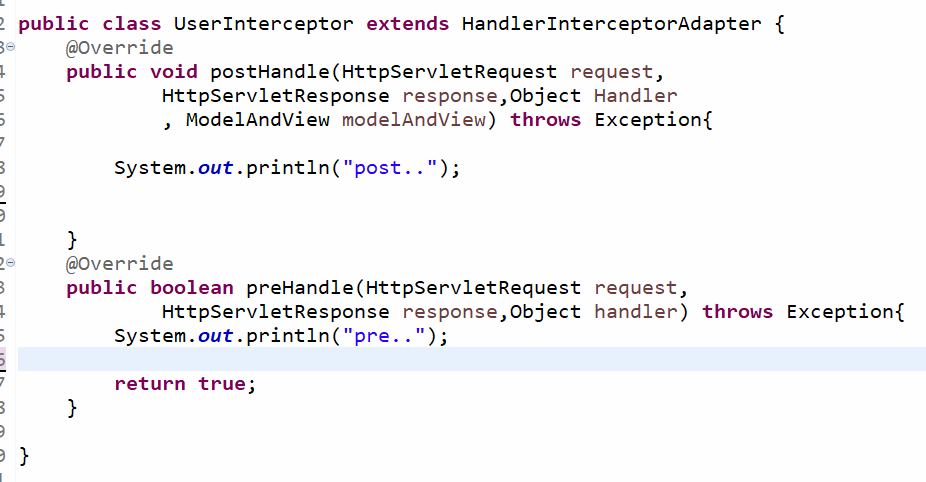 public class UserInterceptor extends HandlerInterceptorAdapter {
@Override
public void postHandle(HttpServletRequest request,
HttpServletResponse response,Object Handler
, ModelAndView modelAndView) throws Exception{
System.out.println("post..");
}
@Override
public boolean preHandle(HttpServletRequest request,
HttpServletResponse response,Object handler) throws Exception{
System.out.println("pre..");
return true;
}
}